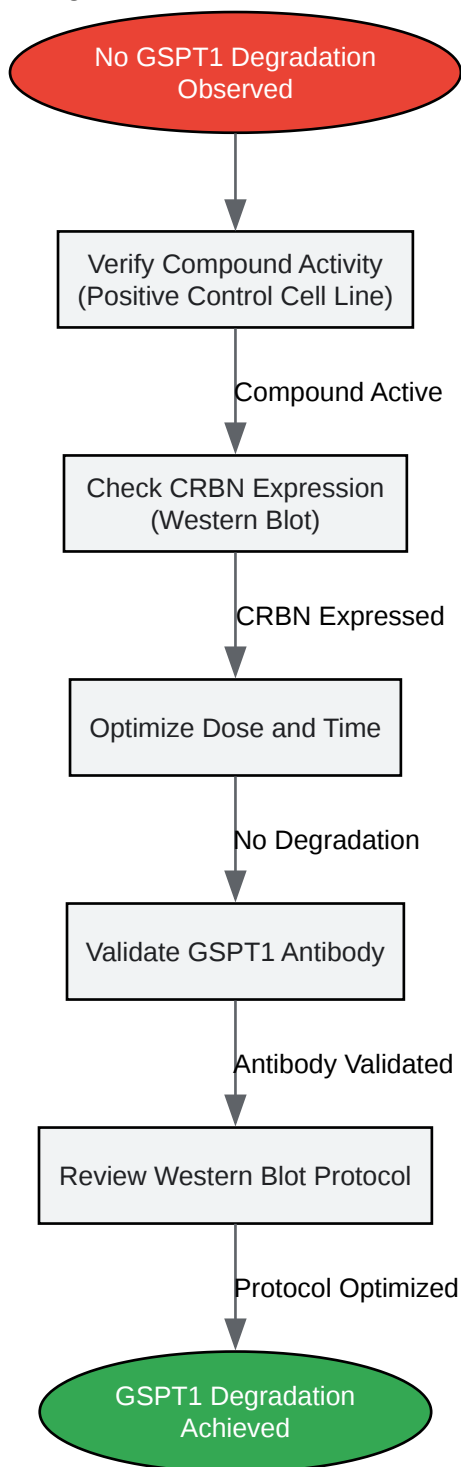 No GSPT1 Degradation
Observed
Verify Compound Activity
(Positive Control Cell Line)
Compound Active
Check CRBN Expression
(Western Blot)
CRBN Expressed
Optimize Dose and Time
No Degradation
Validate GSPT1 Antibody
Antibody Validated
Review Western Blot Protocol
Protocol Optimized
GSPT1 Degradation
Achieved